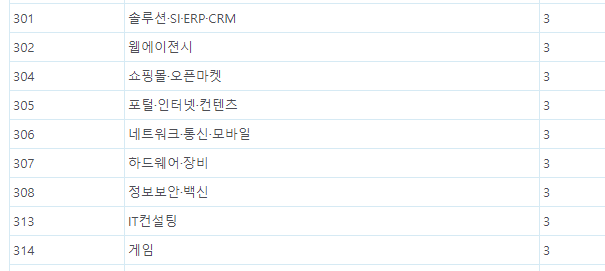 301 솔루션·SI·ERP·CRM 3
302 웹에이젼시 3
304 쇼핑몰·오픈마켓 3
305 포털·인터넷·컨텐츠 3
306 네트워크·통신·모바일 3
307 하드웨어·장비 3
308 정보보안·백신 3
313 IT컨설팅 3
314 게임 3